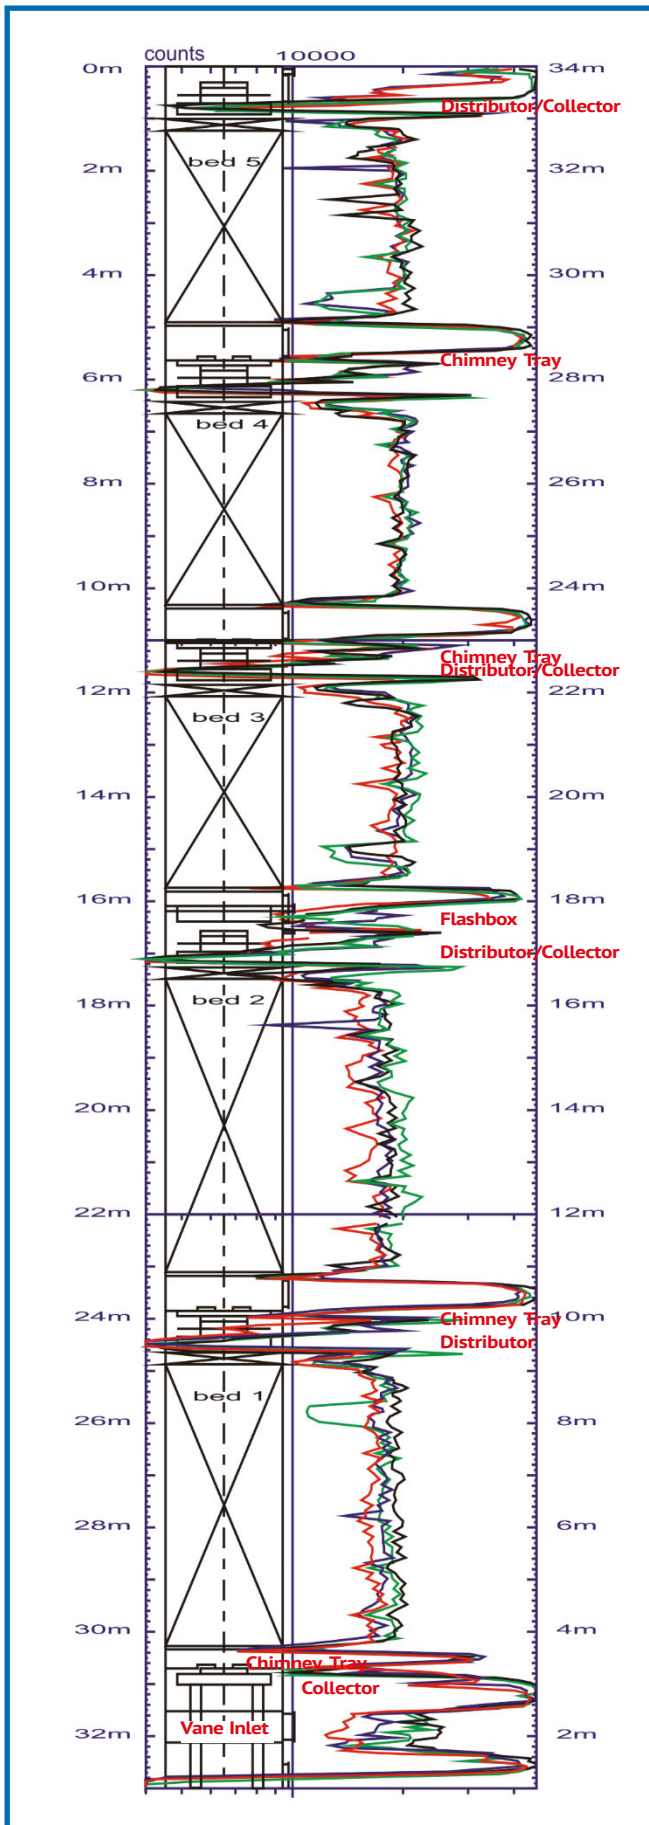 counts 10000
0m 34m
Distributor/Collector
bed 5
2m 32m
4m 30m
Chimney Tray
6m 28m
bed 4
8m 26m
10m 24m
Chimney Tray
Distributor/Collector
12m 22m
bed 3
14m 20m
16m 18m
Flashbox
Distributor/Collector
bed 2
18m 16m
20m 14m
22m 12m
24m 10m
Chimney Tray
Distributor
bed 1
26m 8m
28m 6m
30m 4m
Chimney Tray
Collector
Vane Inlet
32m 2m